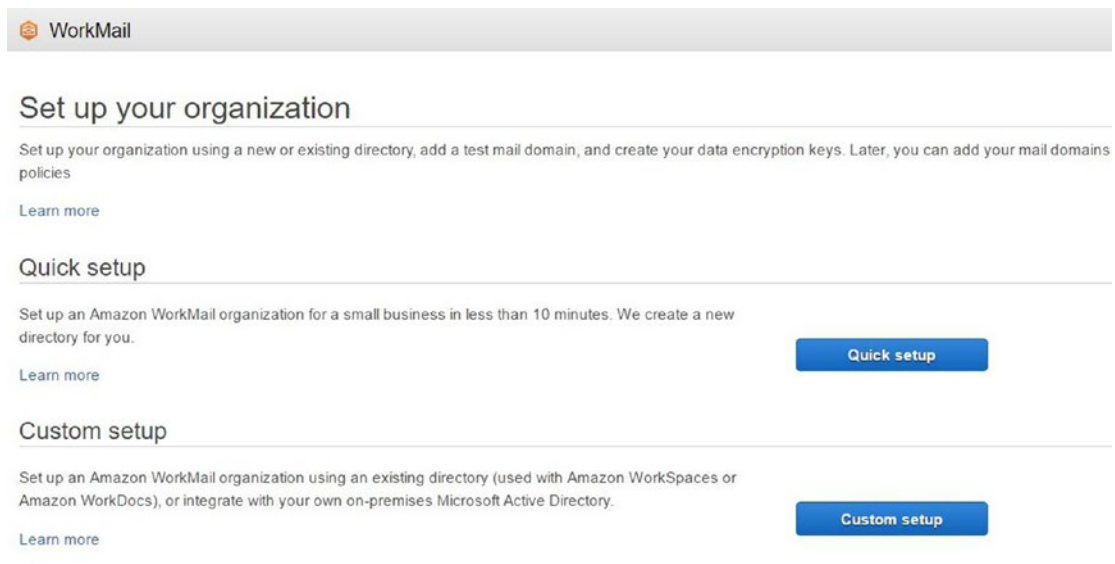 WorkMail
Set up your organization
Set up your organization using a new or existing directory, add a test mail domain, and create your data encryption keys. Later, you can add your mail domains
policies
Learn more
Quick setup
Set up an Amazon WorkMail organization for a small business in less than 10 minutes. We create a new
directory for you.
Quick setup
Learn more
Custom setup
Set up an Amazon WorkMail organization using an existing directory (used with Amazon WorkSpaces or
Amazon WorkDocs), or integrate with your own on-premises Microsoft Active Directory.
Custom setup
Learn more